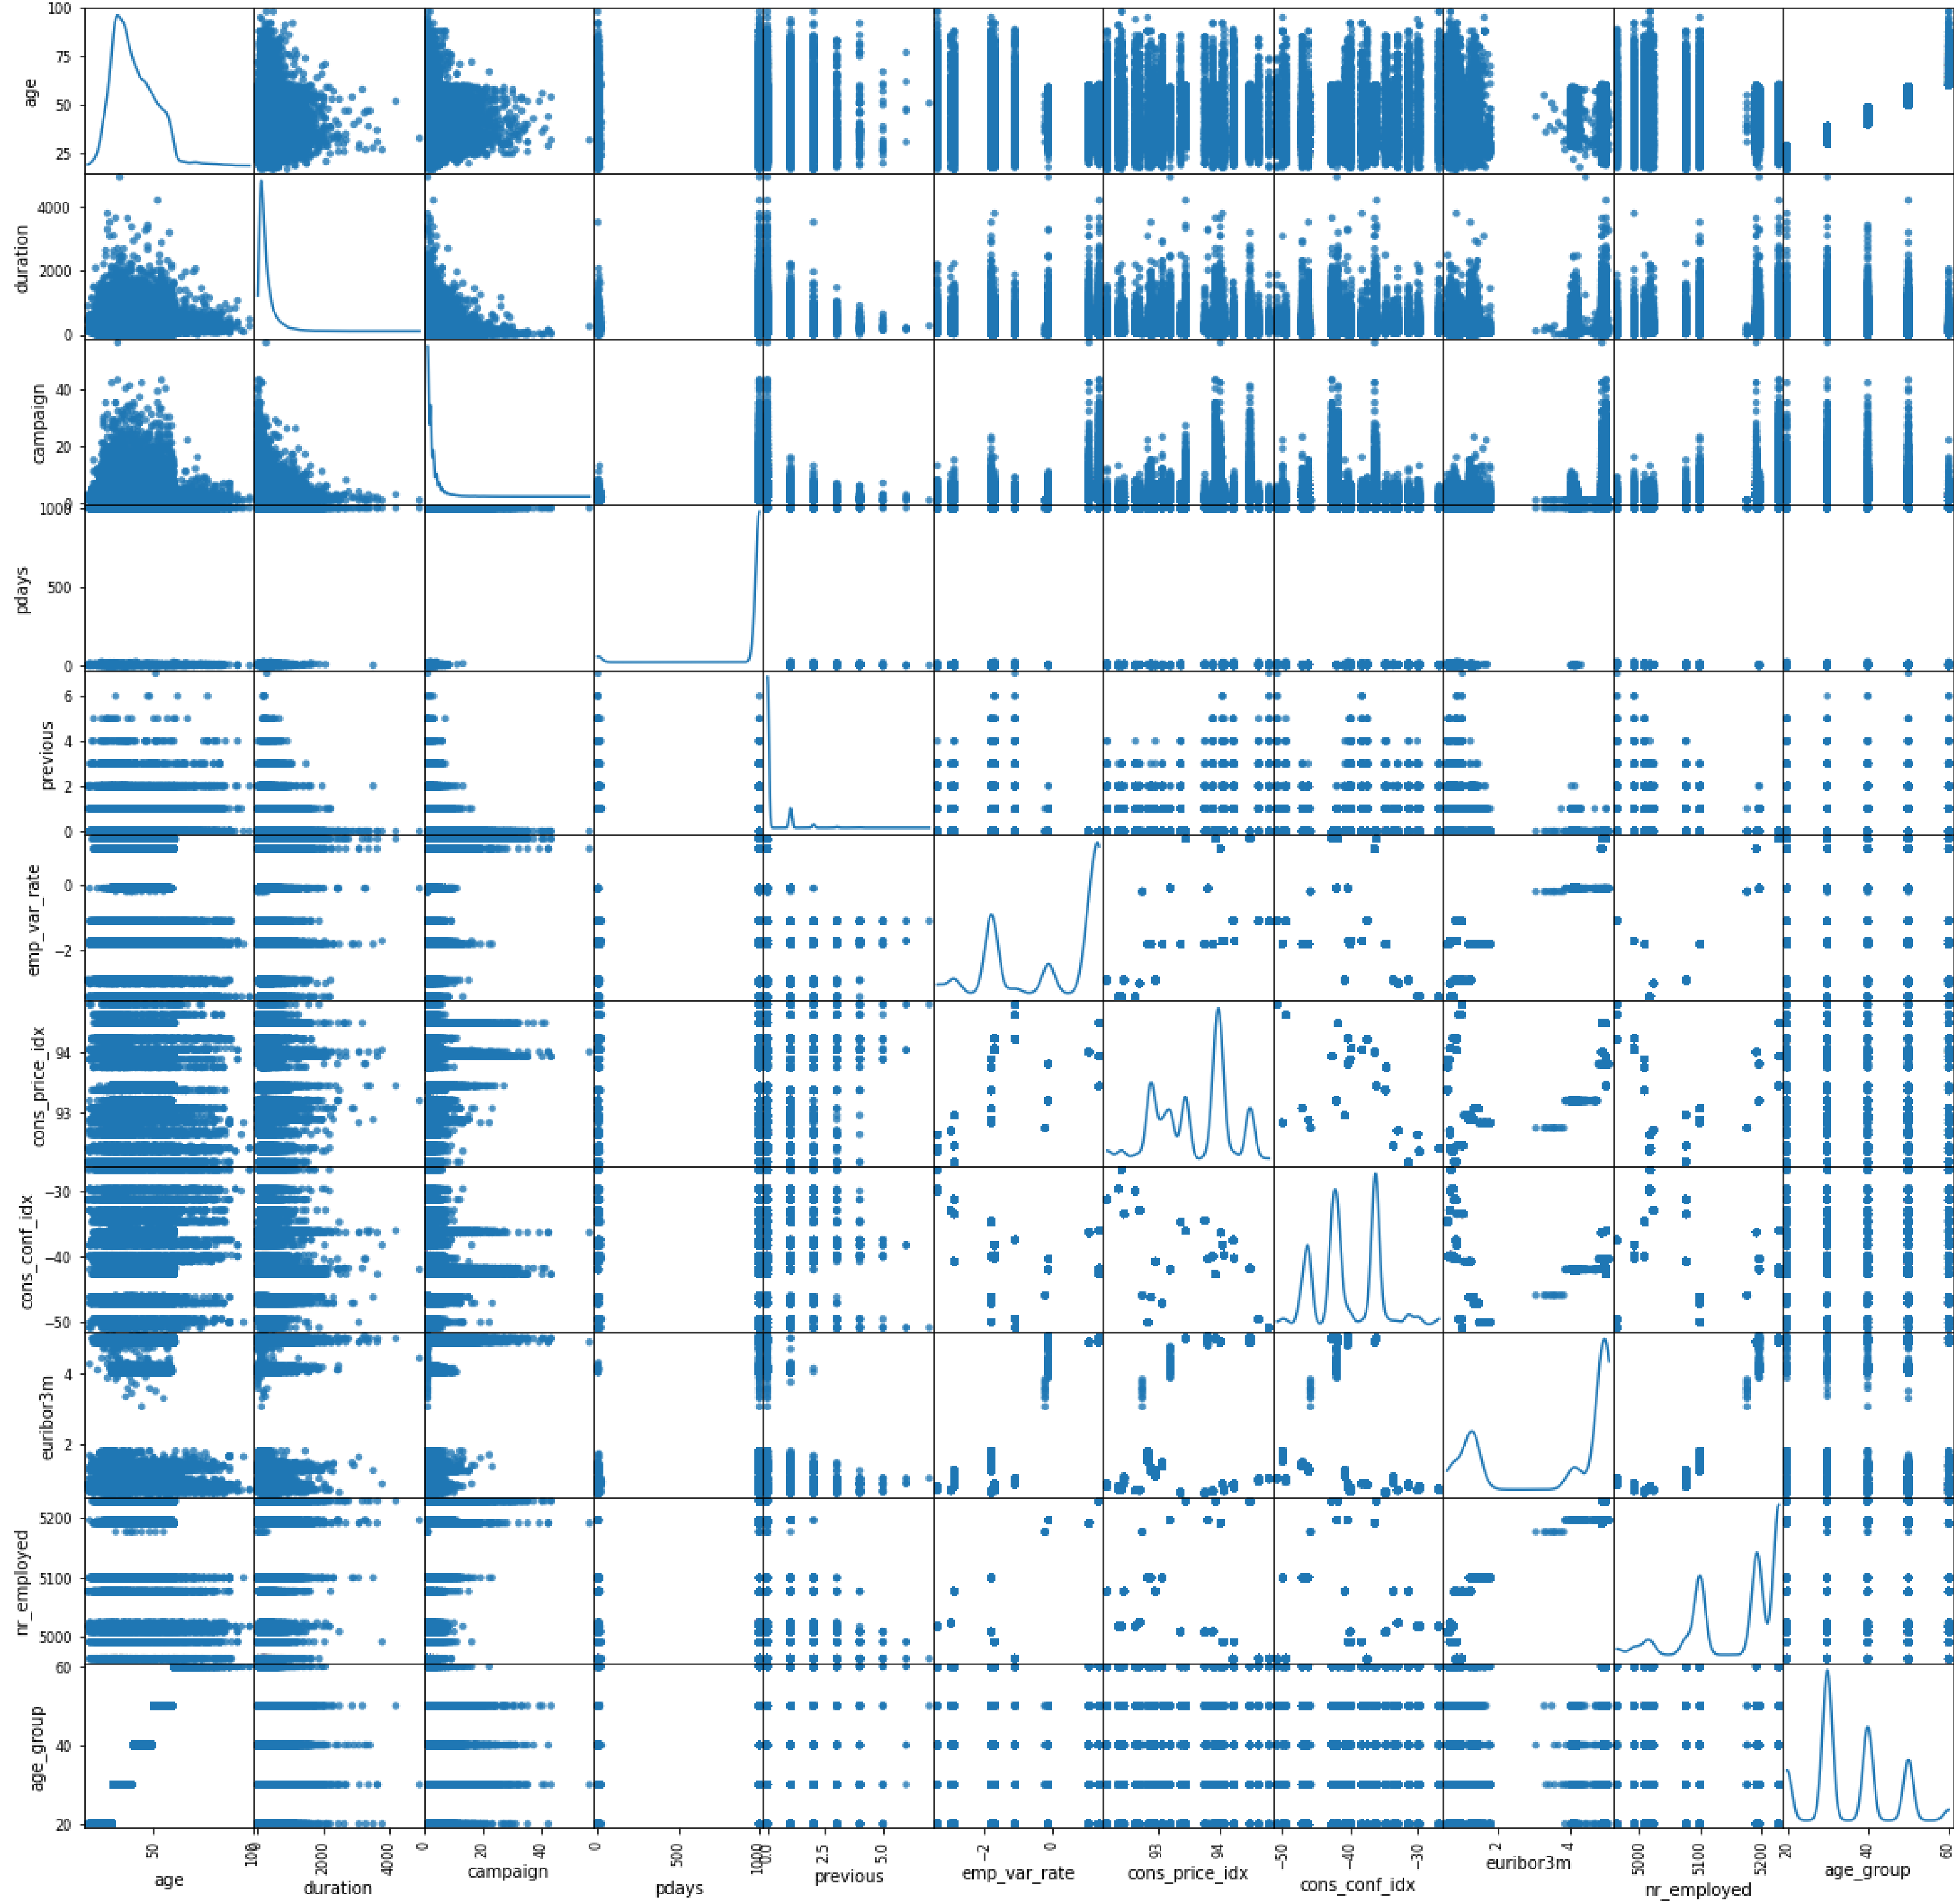 100
75
50
25
age
4000
2000
0
duration
40
20
0
campaign
1000
500
0
pdays
6
4
2
0
previous
0
−2
emp_var_rate
94
93
cons_price_idx
−30
−40
−50
cons_conf_idx
4
2
euribor3m
5200
5100
5000
nr_employed
60
40
20
age_group
50 100 0 2000 4000 0 20 40 0 500 1000 0.0 2.5 5.0 −2 0 93 94 −50 −40 −30 2 4 5000 5100 5200 20 40 60
age duration campaign pdays previous emp_var_rate cons_price_idx cons_conf_idx euribor3m nr_employed age_group